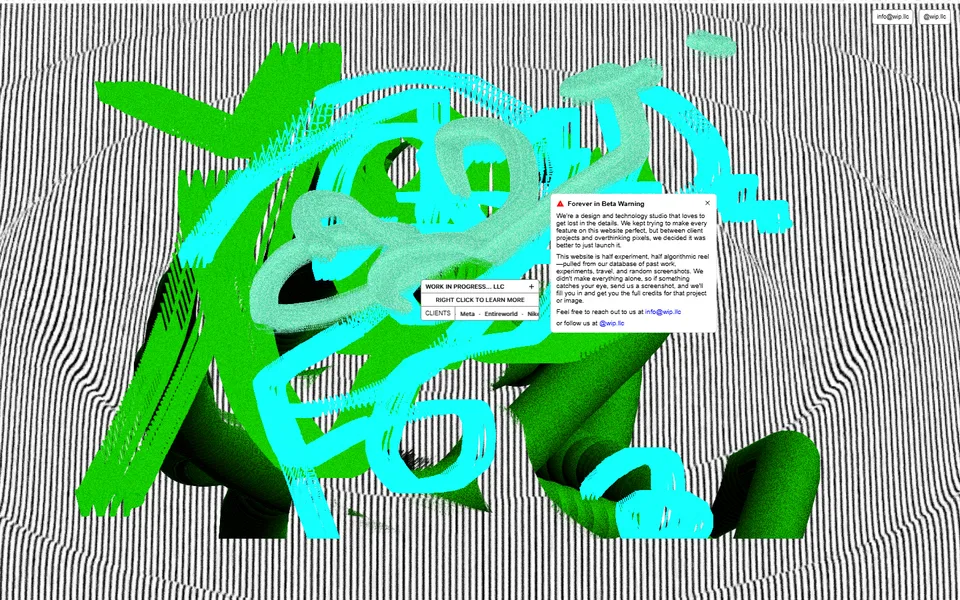 info@wip.llc
@wip.llc
Forever in Beta Warning
We're a design and technology studio that loves to
get lost in the details. We kept trying to make every
feature on this website perfect, but between client
projects and overthinking pixels, we decided it was
better to just launch it.
This website is half experiment, half algorithmic reel
—pulled from our database of past work,
experiments, travel, and random screenshots. We
didn't make everything alone, so if something
catches your eye, send us a screenshot, and we'll
fill you in and get you the full credits for that project
or image.
Feel free to reach out to us at info@wip.llc
or follow us at @wip.llc
WORK IN PROGRESS... LLC +
RIGHT CLICK TO LEARN MORE
CLIENTS Meta - Entireworld - Nik